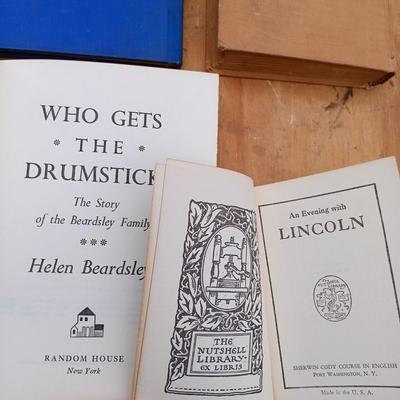 WHO GETS
* THE *
DRUMSTICK
The Story
of the Beardsley Family
***
Helen Beardsley
RANDOM HOUSE
New York
THE
NUTSHELL
LIBRARY
EX LIBRIS
An Evening with
LINCOLN
SHERWIN CODY COURSE IN ENGLISH
PORT WASHINGTON, N. Y.
Made in the U. S. A.